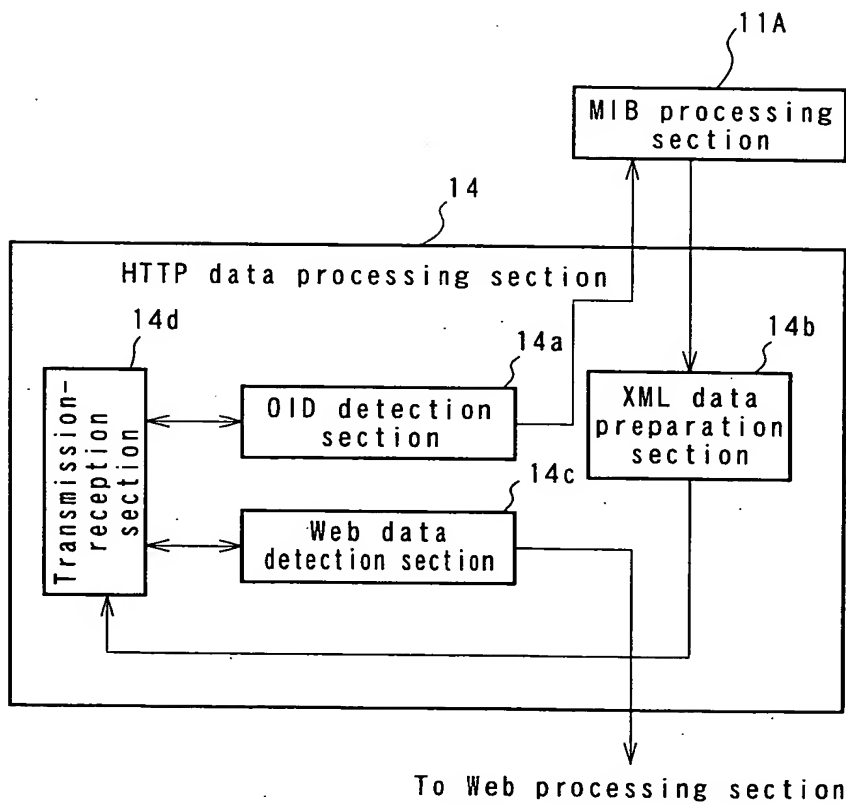 11A
MIB processing
section
14
HTTP data processing section
14d
14a
14b
Transmission-
reception
section
OID detection
section
XML data
preparation
section
14c
Web data
detection section
To Web processing section